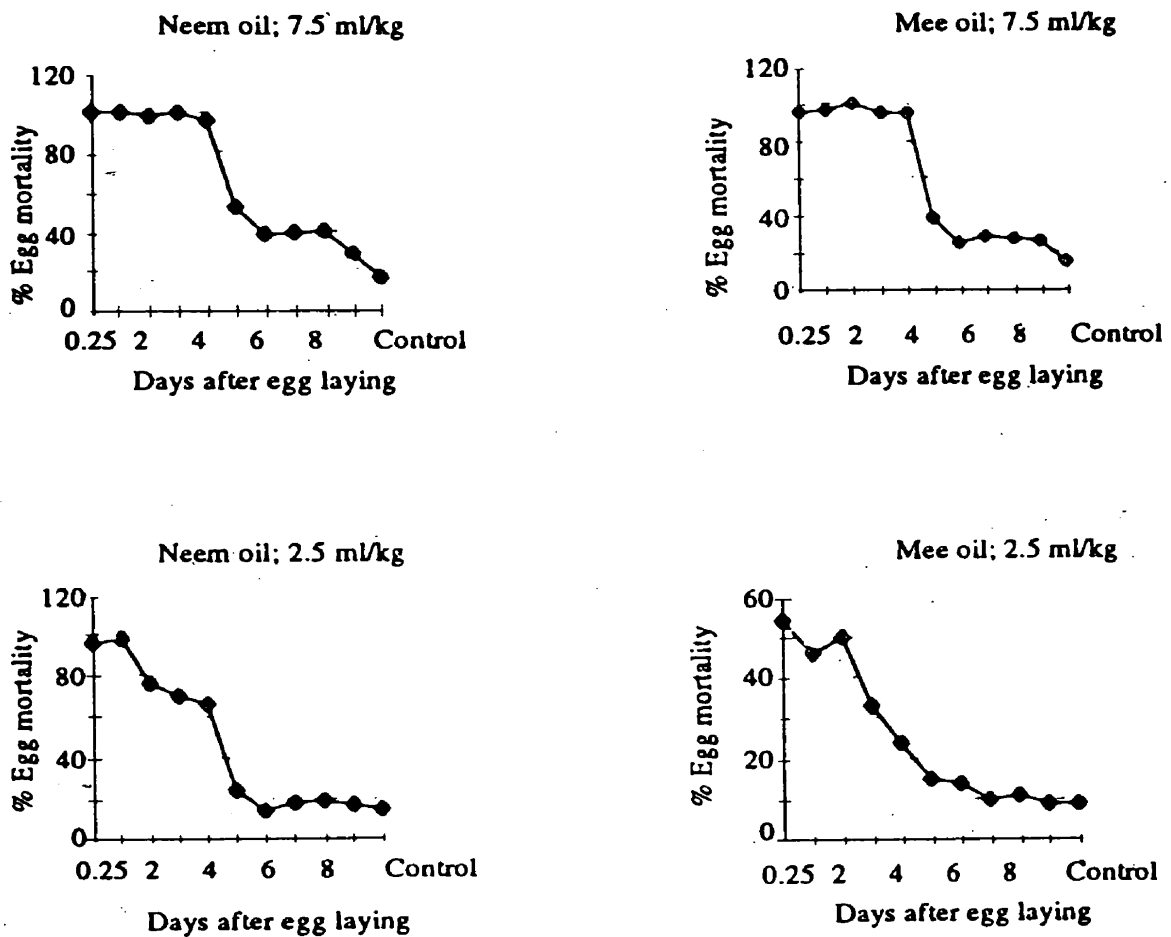 Neem oil; 7.5 ml/kg
120
80
40
0
% Egg mortality
0.25 2 4 6 8 Control
Days after egg laying
Mee oil; 7.5 ml/kg
120
80
40
0
% Egg mortality
0.25 2 4 6 8 Control
Days after egg laying
Neem oil; 2.5 ml/kg
120
80
40
0
% Egg mortality
0.25 2 4 6 8 Control
Days after egg laying
Mee oil; 2.5 ml/kg
60
40
20
0
% Egg mortality
0.25 2 4 6 8 Control
Days after egg laying